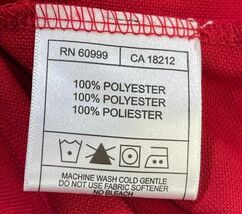 RN 60999 CA 18212
100% POLYESTER
100% POLYESTER
100% POLIESTER
MACHINE WASH COLD GENTLE
DO NOT USE FABRIC SOFTENER
NO BLEACH